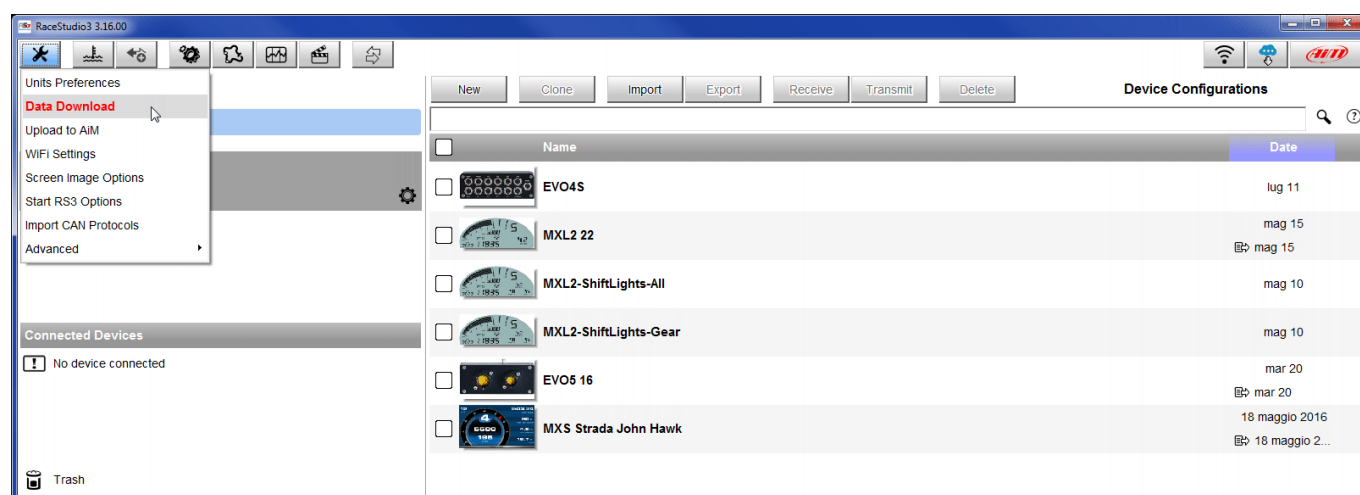 RaceStudio3 3.16.00
AiM
Units Preferences
Data Download
Upload to AiM
WiFi Settings
Screen Image Options
Start RS3 Options
Import CAN Protocols
Advanced
Connected Devices
No device connected
Trash
New Clone Import Export Receive Transmit Delete Device Configurations
Name Date
EVO4S lug 11
MXL2 22 mag 15
mag 15
MXL2-ShiftLights-All mag 10
MXL2-ShiftLights-Gear mag 10
EVO5 16 mar 20
mar 20
MXS Strada John Hawk 18 maggio 2016
18 maggio 2...